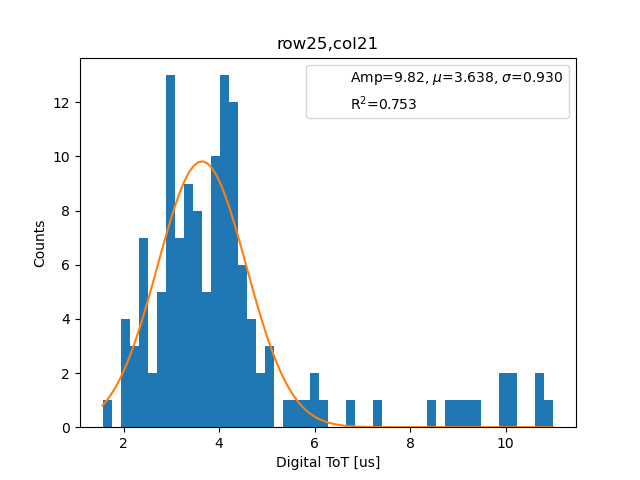 row25,col21
Amp=9.82, μ=3.638, σ=0.930
R²=0.753
12
10
8
6
4
2
0
Counts
2 4 6 8 10
Digital ToT [us]